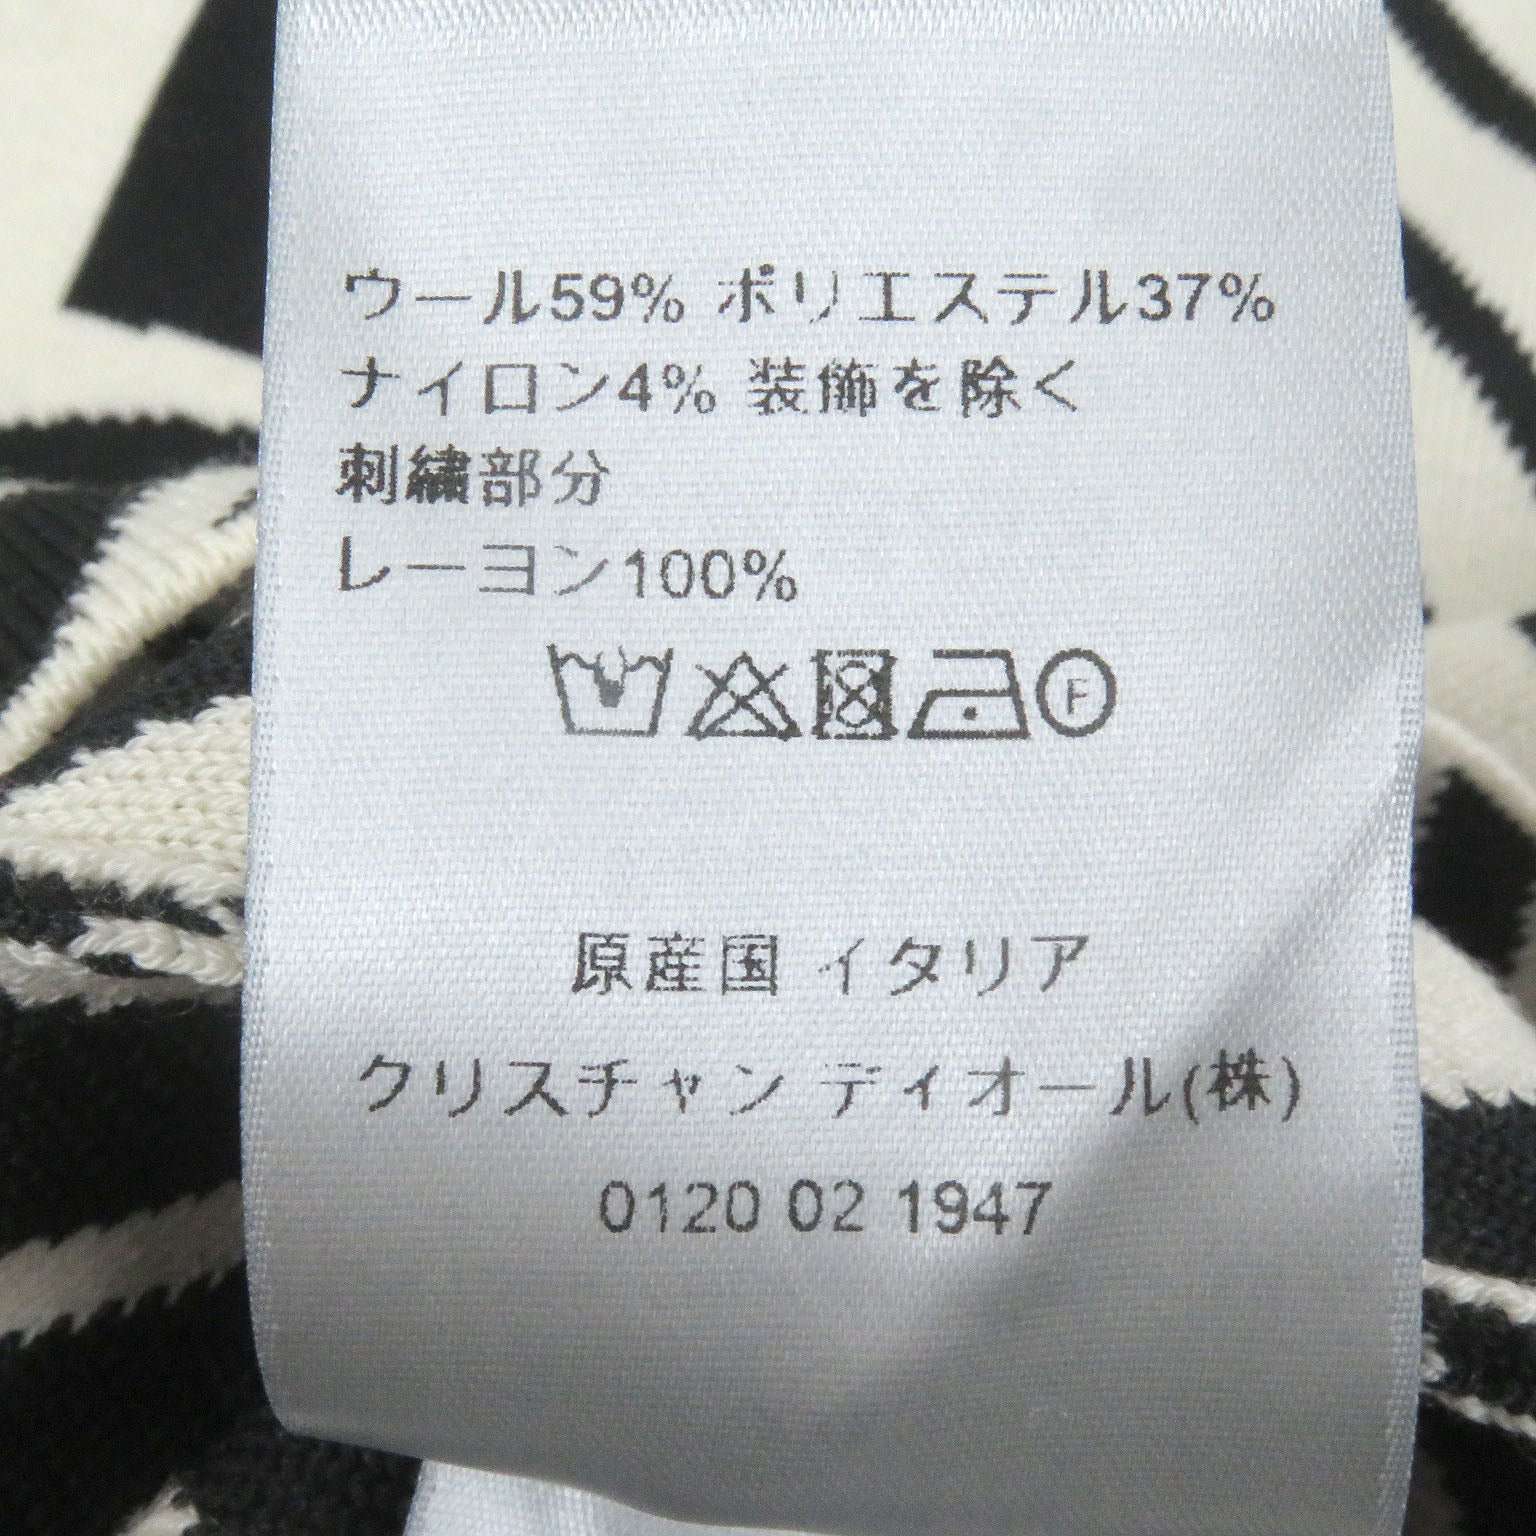 ウール59% ポリエステル37%
ナイロン4% 装飾を除く
刺繍部分
レーヨン100%
F
原産国 イタリア
クリスチャン ディオール(株)
0120 02 1947